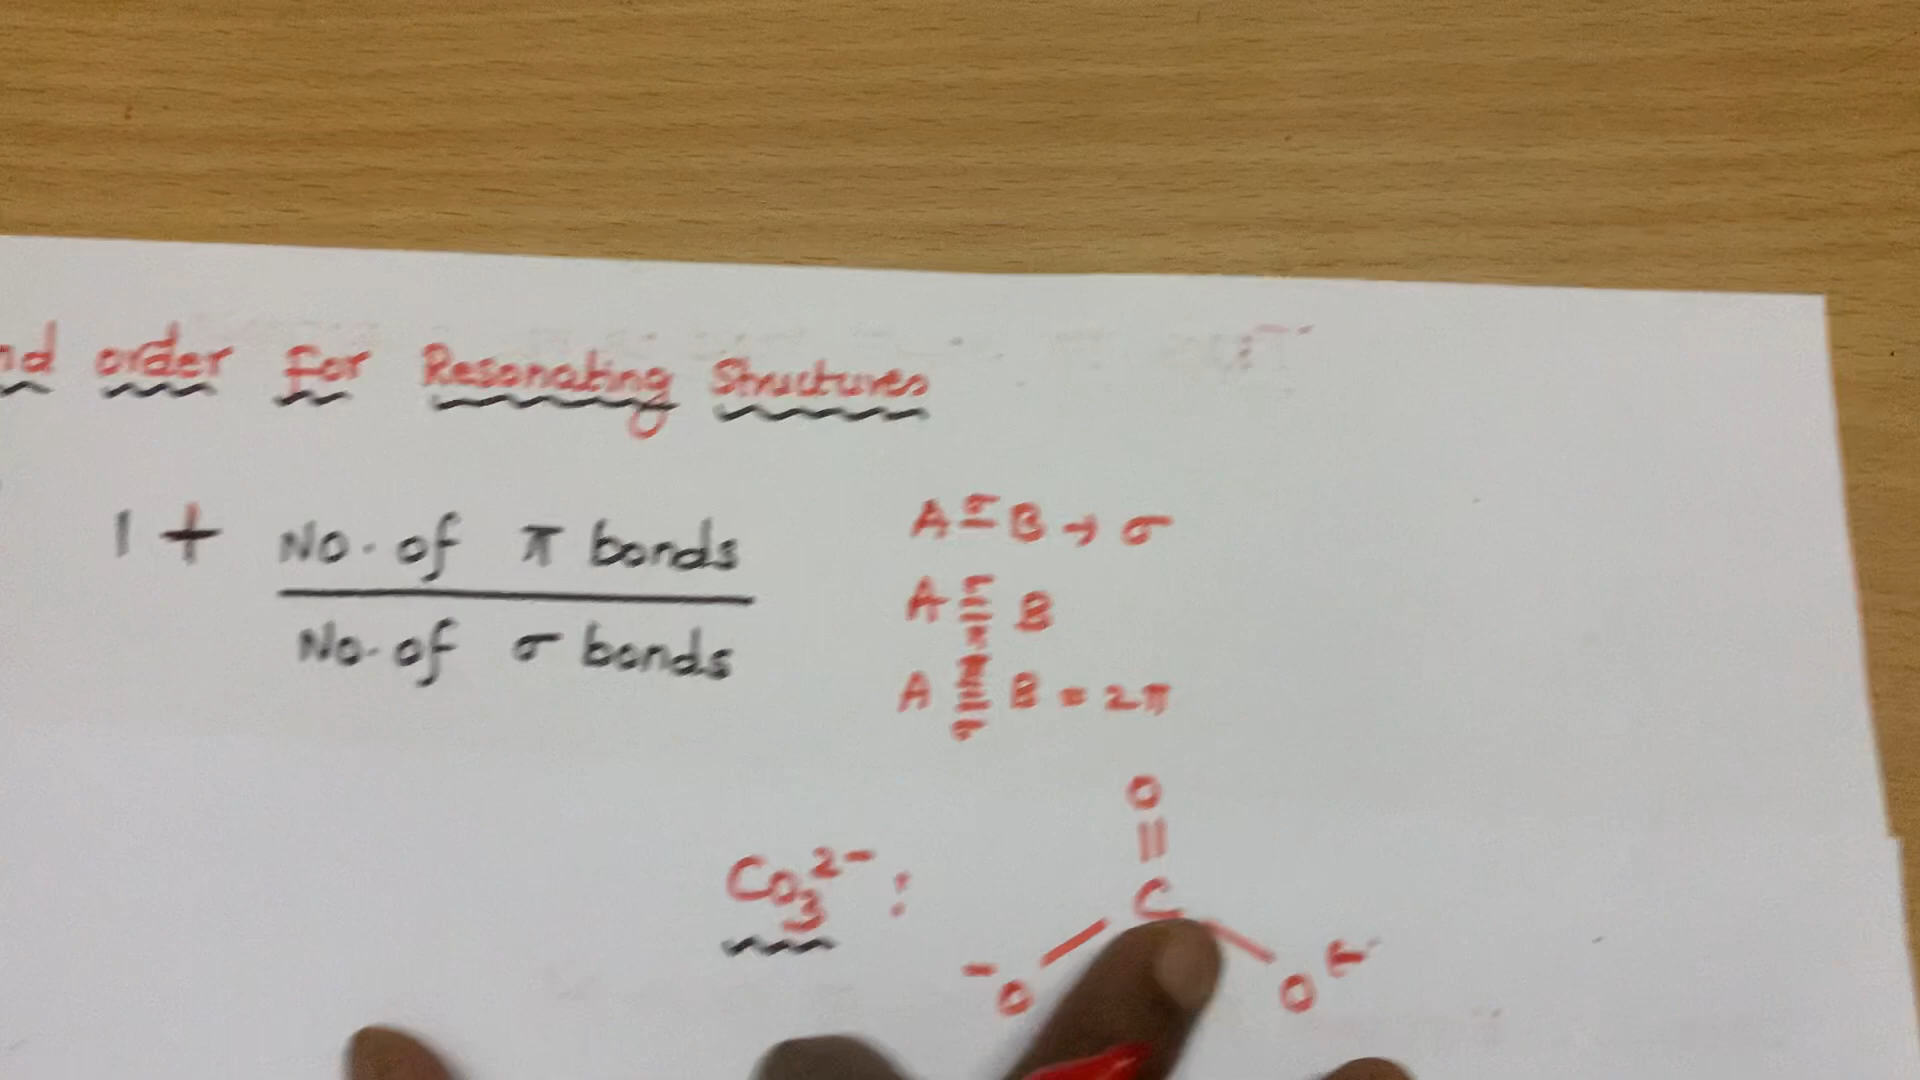 nd order for Resonating Structures
1 + No. of π bonds
No. of σ bonds
A σ B → σ
A σ B
π
A π B = 2π
σ
O
Co3 2- :
C
- O
O -